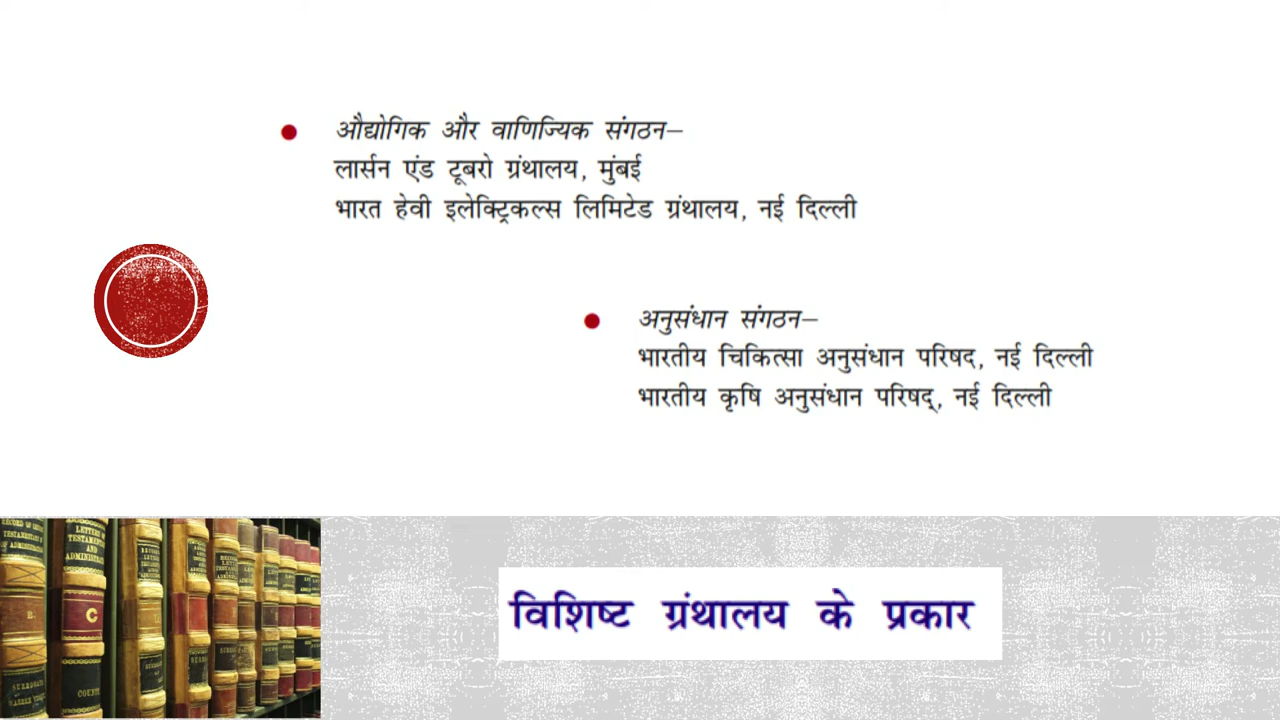 औद्योगिक और वाणिज्यिक संगठन–
लार्सन एंड टूबरो ग्रंथालय, मुंबई
भारत हेवी इलेक्ट्रिकल्स लिमिटेड ग्रंथालय, नई दिल्ली
अनुसंधान संगठन–
भारतीय चिकित्सा अनुसंधान परिषद, नई दिल्ली
भारतीय कृषि अनुसंधान परिषद्, नई दिल्ली
विशिष्ट ग्रंथालय के प्रकार